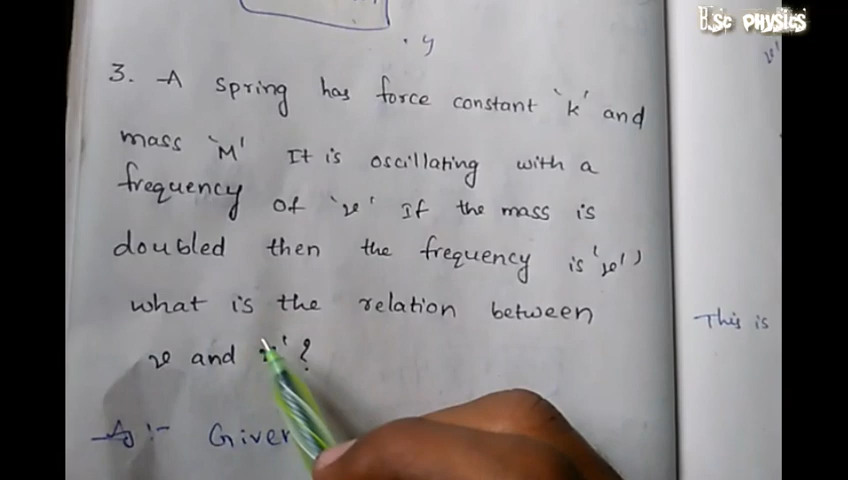 B.Sc PHYSICS
. y
3. A spring has force constant 'k' and
mass 'M' It is oscillating with a
frequency of 'ν' If the mass is
doubled then the frequency is 'ν''
what is the relation between
ν and ν' ?
A :- Given
This is